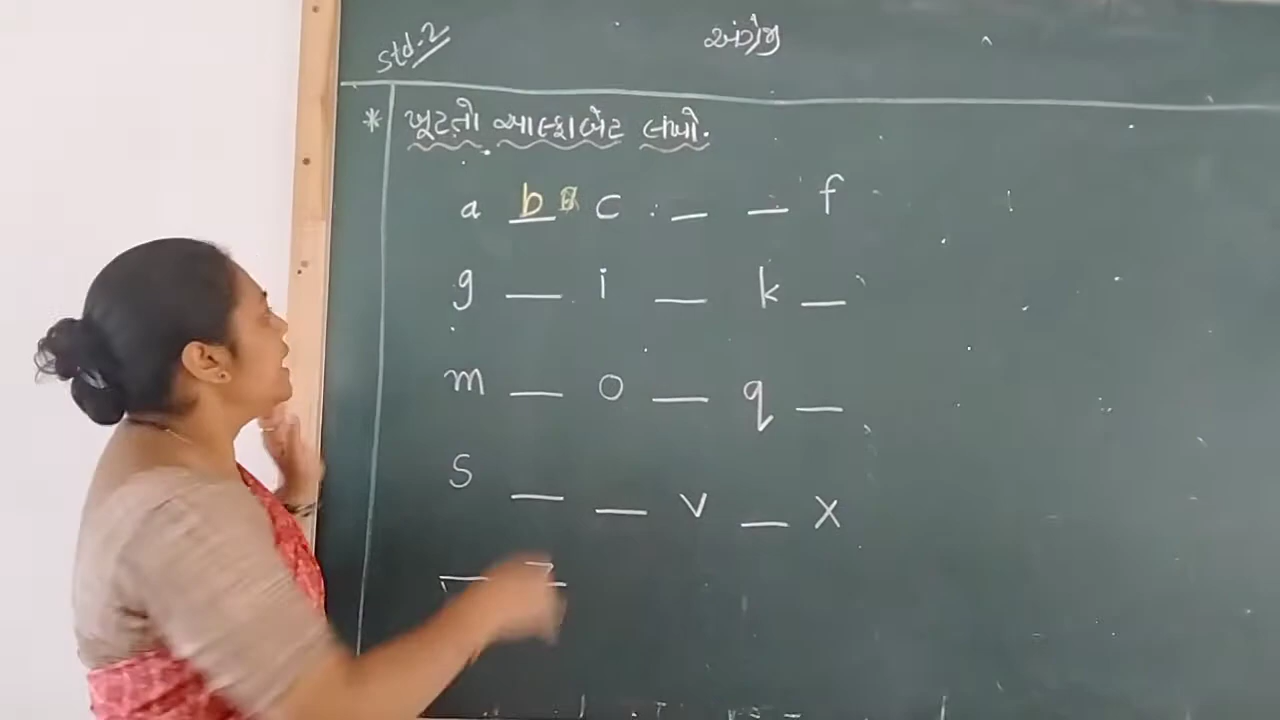 Std-2 અંગ્રેજી
* ખૂટતો આલ્ફાબેટ લખો.
a b c _ _ f
g _ i _ k _
m _ o _ q _
s _ _ v _ x
_ _